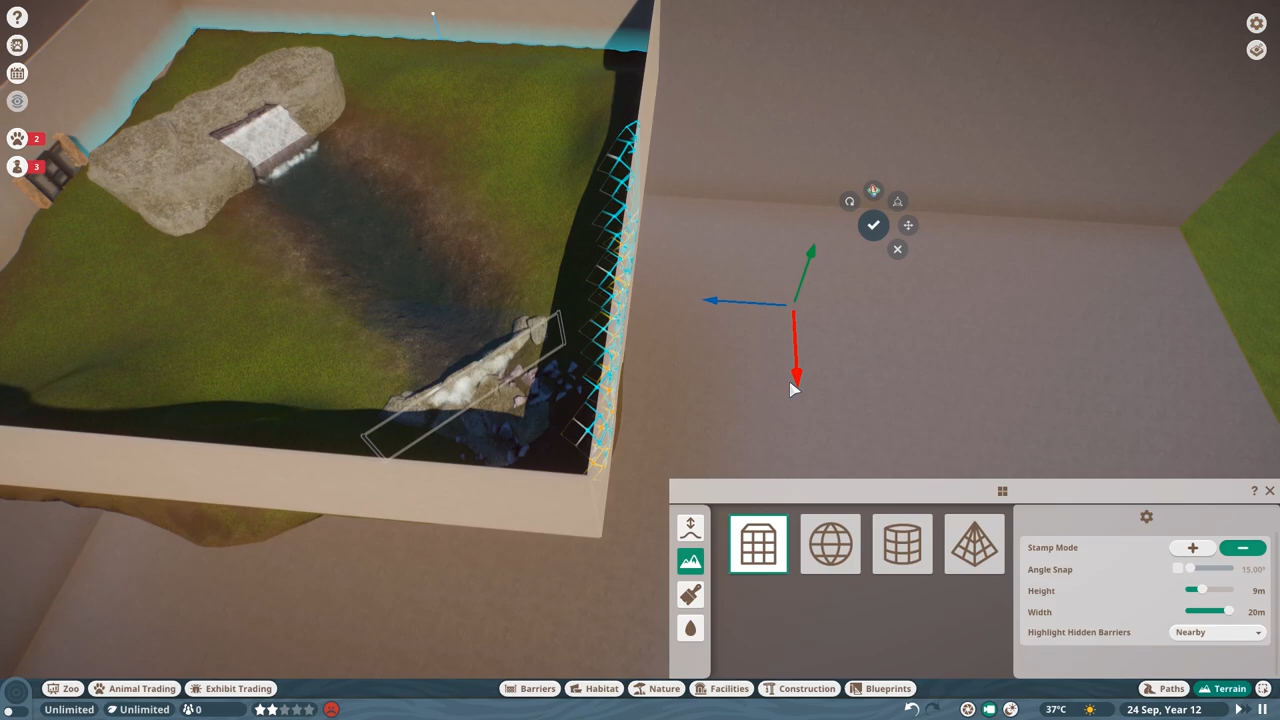 ?
2
3
? ×
Stamp Mode + −
Angle Snap 15.00°
Height 9m
Width 20m
Highlight Hidden Barriers Nearby
Zoo Animal Trading Exhibit Trading Barriers Habitat Nature Facilities Construction Blueprints Paths Terrain
Unlimited Unlimited 0 37°C 24 Sep, Year 12